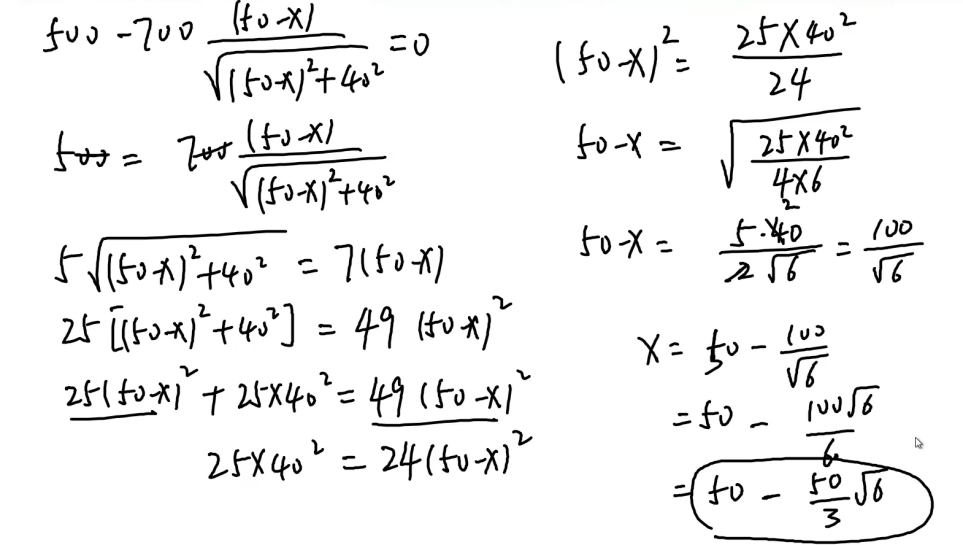 500 - 700 (50-x) / √((50-x)² + 40²) = 0
500 = 700 (50-x) / √((50-x)² + 40²)
5√((50-x)² + 40²) = 7(50-x)
25[(50-x)² + 40²] = 49 (50-x)²
25(50-x)² + 25×40² = 49(50-x)²
25×40² = 24(50-x)²
(50-x)² = 25×40² / 24
50-x = √(25×40² / 4×6)
50-x = 5·40 / 2√6 = 100 / √6
x = 50 - 100 / √6
= 50 - 100√6 / 6
= 50 - 50/3 √6